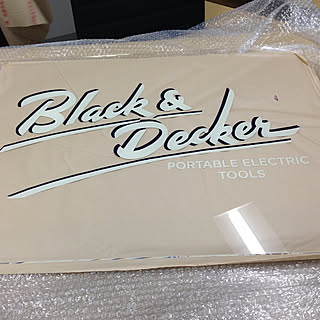 Black &
Decker
PORTABLE ELECTRIC
TOOLS